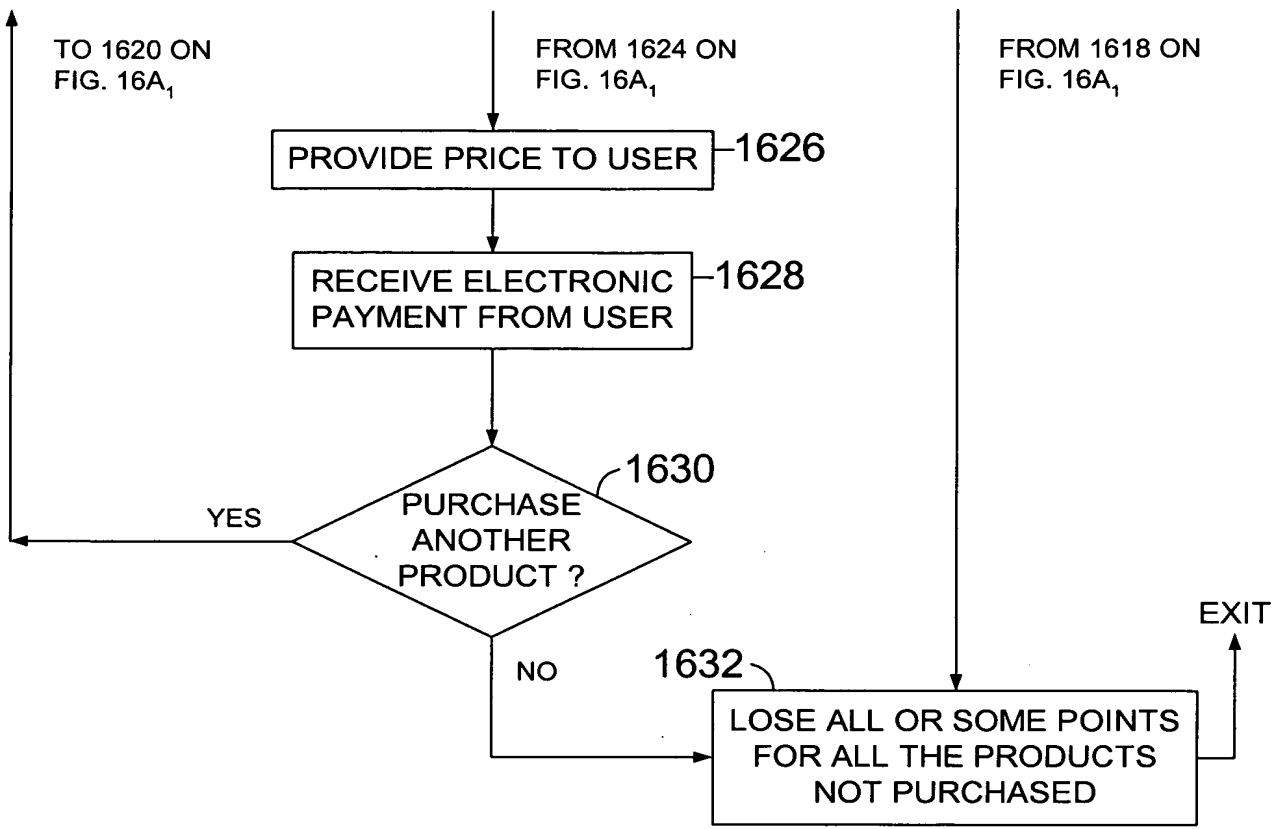 TO 1620 ON
FIG. 16A₁
FROM 1624 ON
FIG. 16A₁
FROM 1618 ON
FIG. 16A₁
PROVIDE PRICE TO USER
1626
RECEIVE ELECTRONIC
PAYMENT FROM USER
1628
1630
PURCHASE
ANOTHER
PRODUCT ?
YES
NO
1632
LOSE ALL OR SOME POINTS
FOR ALL THE PRODUCTS
NOT PURCHASED
EXIT